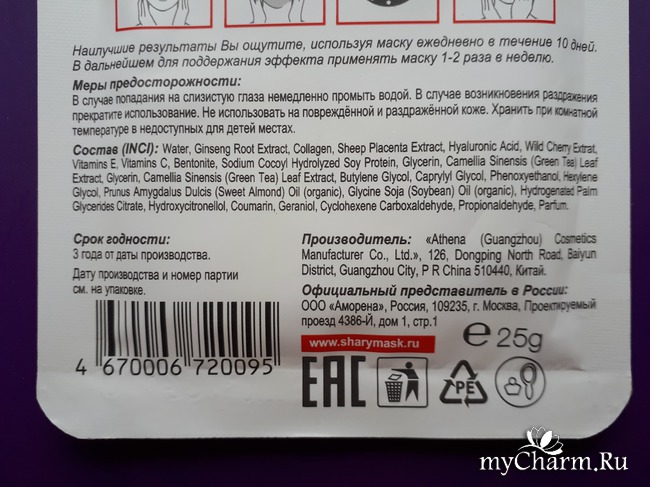 Наилучшие результаты Вы ощутите, используя маску ежедневно в течение 10 дней.
В дальнейшем для поддержания эффекта применять маску 1-2 раза в неделю.
Меры предосторожности:
В случае попадания на слизистую глаза немедленно промыть водой. В случае возникновения раздражения
прекратите использование. Не использовать на повреждённой и раздражённой коже. Хранить при комнатной
температуре в недоступных для детей местах.
Состав (INCI): Water, Ginseng Root Extract, Collagen, Sheep Placenta Extract, Hyaluronic Acid, Wild Cherry Extrat,
Vitamins E, Vitamins C, Bentonite, Sodium Cocoyl Hydrolyzed Soy Protein, Glycerin, Camellia Sinensis (Green Tea) Leaf
Extract, Glycerin, Camellia Sinensis (Green Tea) Leaf Extract, Butylene Glycol, Caprylyl Glycol, Phenoxyethanol, Hexylene
Glycol, Prunus Amygdalus Dulcis (Sweet Almond) Oil (organic), Glycine Soja (Soybean) Oil (organic), Hydrogenated Palm
Glycerides Citrate, Hydroxycitronellol, Coumarin, Geraniol, Cyclohexene Carboxaldehyde, Propionaldehyde, Parfum.
Срок годности:
3 года от даты производства.
Дату производства и номер партии
см. на упаковке.
4 670006 720095
Производитель: «Athena (Guangzhou) Cosmetics
Manufacturer Co., Ltd.», 126, Dongping North Road, Baiyun
District, Guangzhou City, P R China 510440, Китай.
Официальный представитель в России:
ООО «Аморена», Россия, 109235, г. Москва, Проектируемый
проезд 4386-Й, дом 1, стр.1
www.sharymask.ru
e 25g
EAC
PE
myCharm.Ru